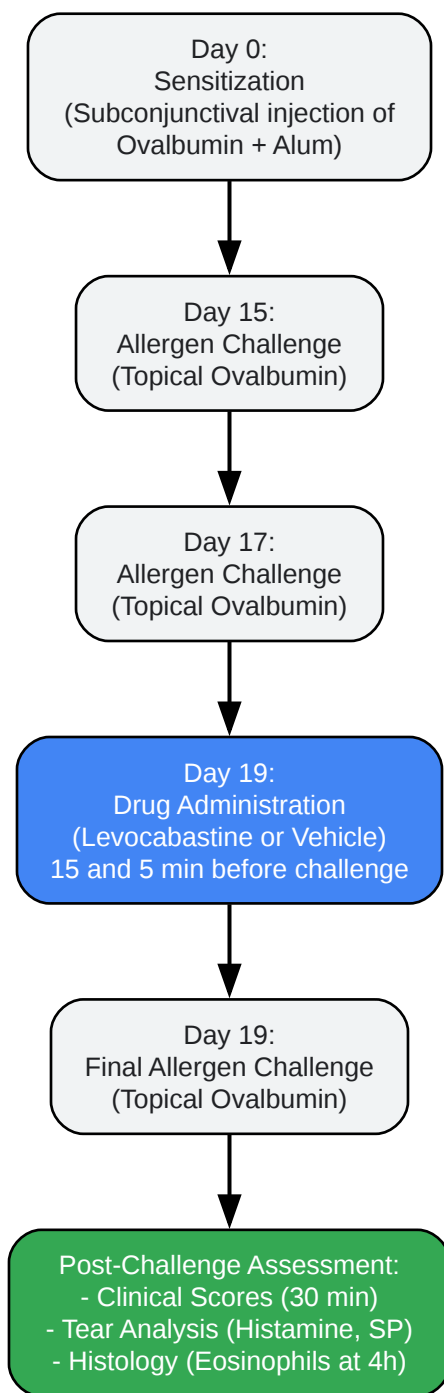 Day 0:
Sensitization
(Subconjunctival injection of
Ovalbumin + Alum)
Day 15:
Allergen Challenge
(Topical Ovalbumin)
Day 17:
Allergen Challenge
(Topical Ovalbumin)
Day 19:
Drug Administration
(Levocabastine or Vehicle)
15 and 5 min before challenge
Day 19:
Final Allergen Challenge
(Topical Ovalbumin)
Post-Challenge Assessment:
- Clinical Scores (30 min)
- Tear Analysis (Histamine, SP)
- Histology (Eosinophils at 4h)